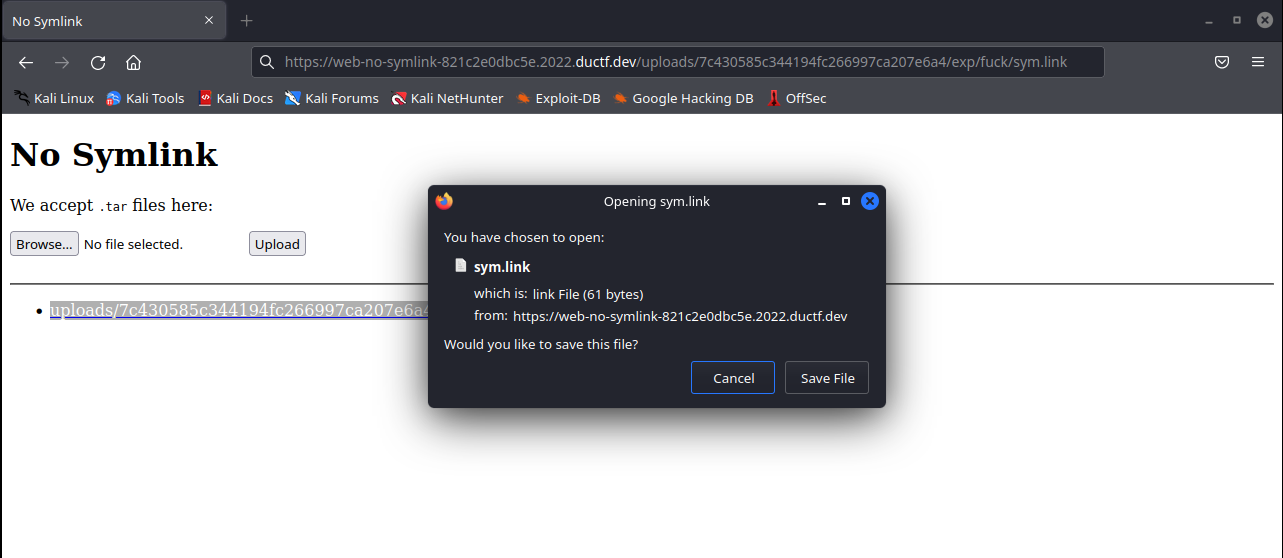 No Symlink
https://web-no-symlink-821c2e0dbc5e.2022.ductf.dev/uploads/7c430585c344194fc266997ca207e6a4/exp/fuck/sym.link
Kali Linux Kali Tools Kali Docs Kali Forums Kali NetHunter Exploit-DB Google Hacking DB OffSec
No Symlink
We accept .tar files here:
Browse... No file selected. Upload
uploads/7c430585c344194fc266997ca207e6a4
Opening sym.link
You have chosen to open:
sym.link
which is: link File (61 bytes)
from: https://web-no-symlink-821c2e0dbc5e.2022.ductf.dev
Would you like to save this file?
Cancel Save File